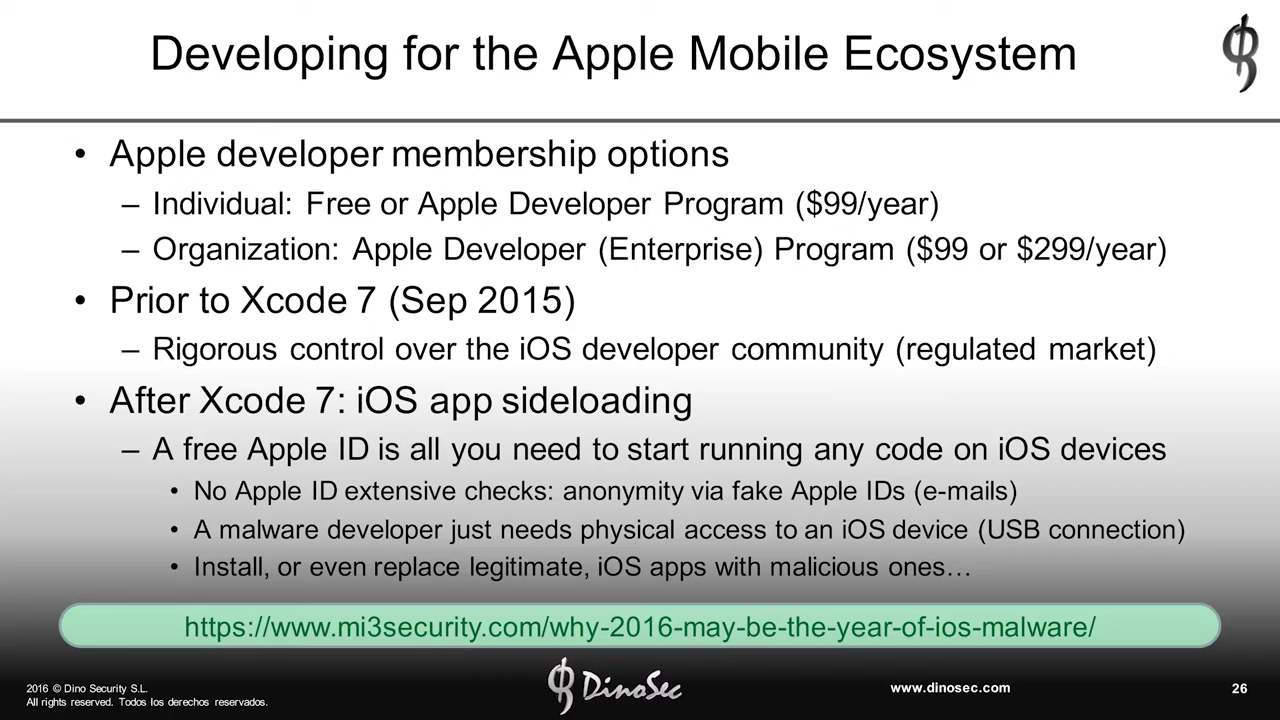 Developing for the Apple Mobile Ecosystem
• Apple developer membership options
– Individual: Free or Apple Developer Program ($99/year)
– Organization: Apple Developer (Enterprise) Program ($99 or $299/year)
• Prior to Xcode 7 (Sep 2015)
– Rigorous control over the iOS developer community (regulated market)
• After Xcode 7: iOS app sideloading
– A free Apple ID is all you need to start running any code on iOS devices
• No Apple ID extensive checks: anonymity via fake Apple IDs (e-mails)
• A malware developer just needs physical access to an iOS device (USB connection)
• Install, or even replace legitimate, iOS apps with malicious ones…
https://www.mi3security.com/why-2016-may-be-the-year-of-ios-malware/
2016 © Dino Security S.L.
All rights reserved. Todos los derechos reservados.
DinoSec
www.dinosec.com
26